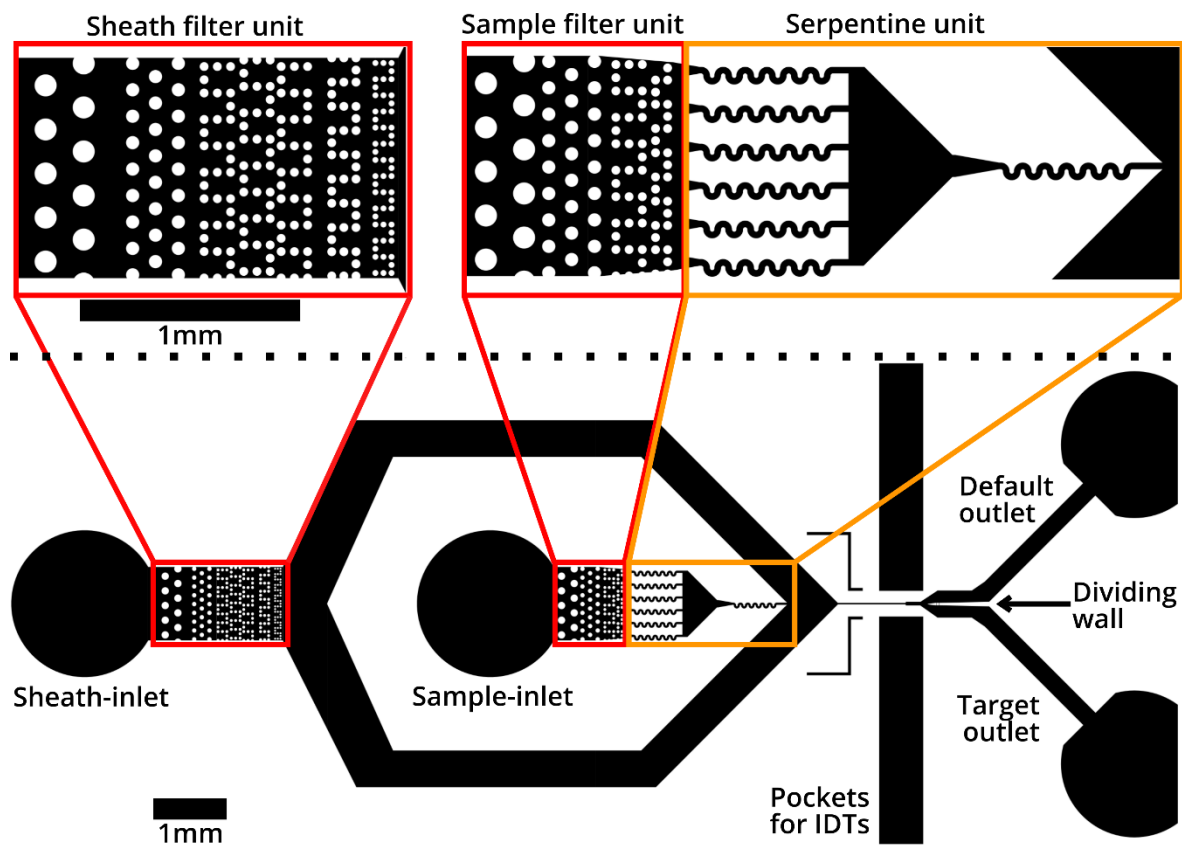 Sheath filter unit
Sample filter unit
Serpentine unit
1mm
Default
outlet
Dividing
wall
Sheath-inlet
Sample-inlet
Target
outlet
Pockets
for IDTs
1mm